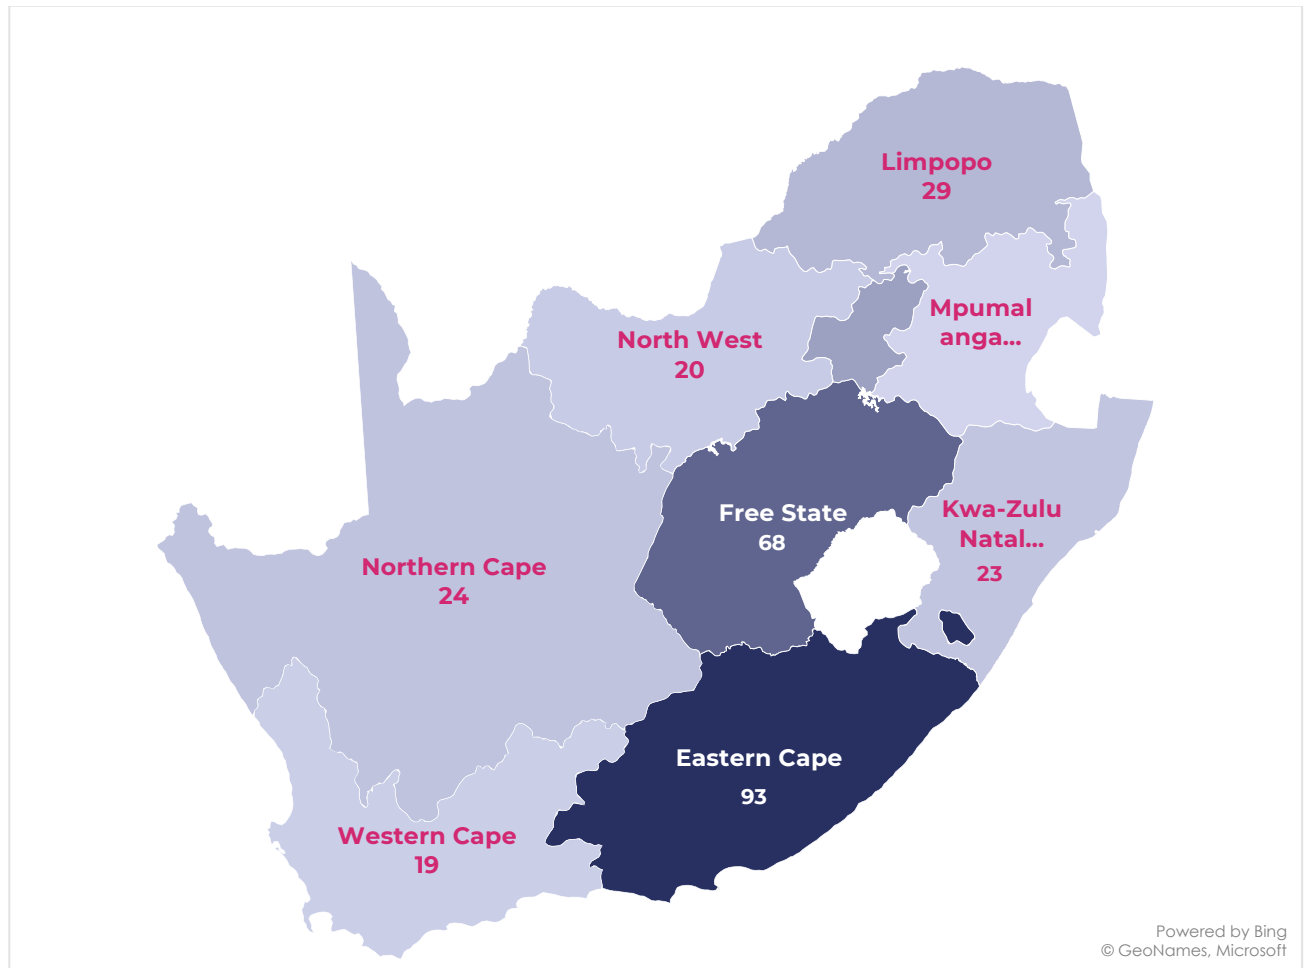 Limpopo
29
Mpumal
anga...
North West
20
Free State
68
Kwa-Zulu
Natal...
23
Northern Cape
24
Eastern Cape
93
Western Cape
19
Powered by Bing
© GeoNames, Microsoft